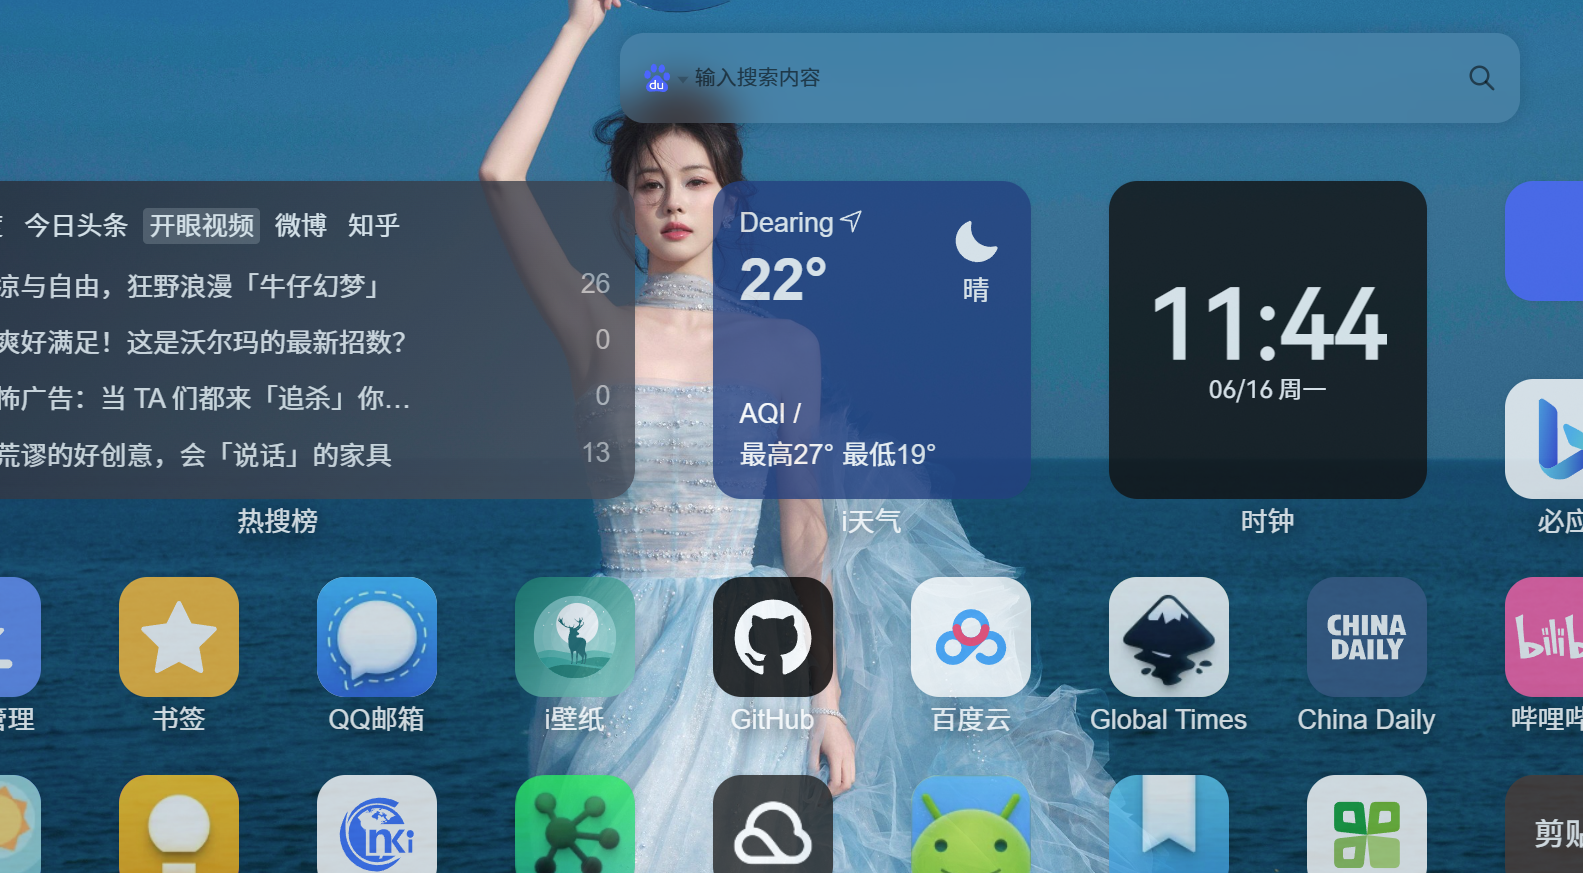 du 输入搜索内容
今日头条 开眼视频 微博 知乎
凉与自由，狂野浪漫「牛仔幻梦」 26
爽好满足！这是沃尔玛的最新招数？ 0
怖广告：当 TA 们都来「追杀」你... 0
荒谬的好创意，会「说话」的家具 13
热搜榜
Dearing
22°
晴
AQI /
最高27° 最低19°
i天气
11:44
06/16 周一
时钟
必应
CHINA
DAILY
bilib
管理
书签
QQ邮箱
i壁纸
GitHub
百度云
Global Times
China Daily
哔哩哔
CNKi
剪贴